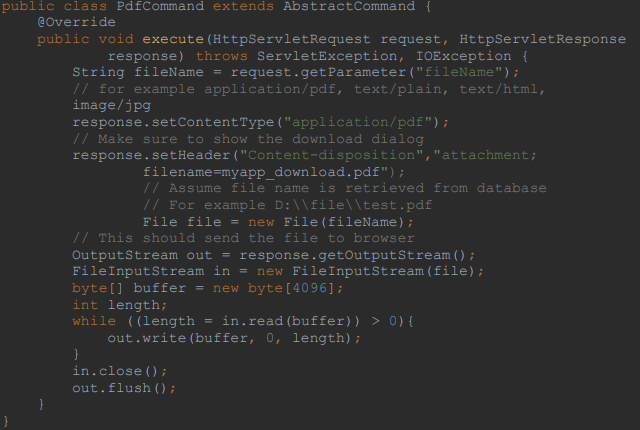 public class PdfCommand extends AbstractCommand {
@Override
public void execute(HttpServletRequest request, HttpServletResponse
response) throws ServletException, IOException {
String fileName = request.getParameter("fileName");
// for example application/pdf, text/plain, text/html,
image/jpg
response.setContentType("application/pdf");
// Make sure to show the download dialog
response.setHeader("Content-disposition","attachment;
filename=myapp_download.pdf");
// Assume file name is retrieved from database
// For example D:\\file\\test.pdf
File file = new File(fileName);
// This should send the file to browser
OutputStream out = response.getOutputStream();
FileInputStream in = new FileInputStream(file);
byte[] buffer = new byte[4096];
int length;
while ((length = in.read(buffer)) > 0){
out.write(buffer, 0, length);
}
in.close();
out.flush();
}
}